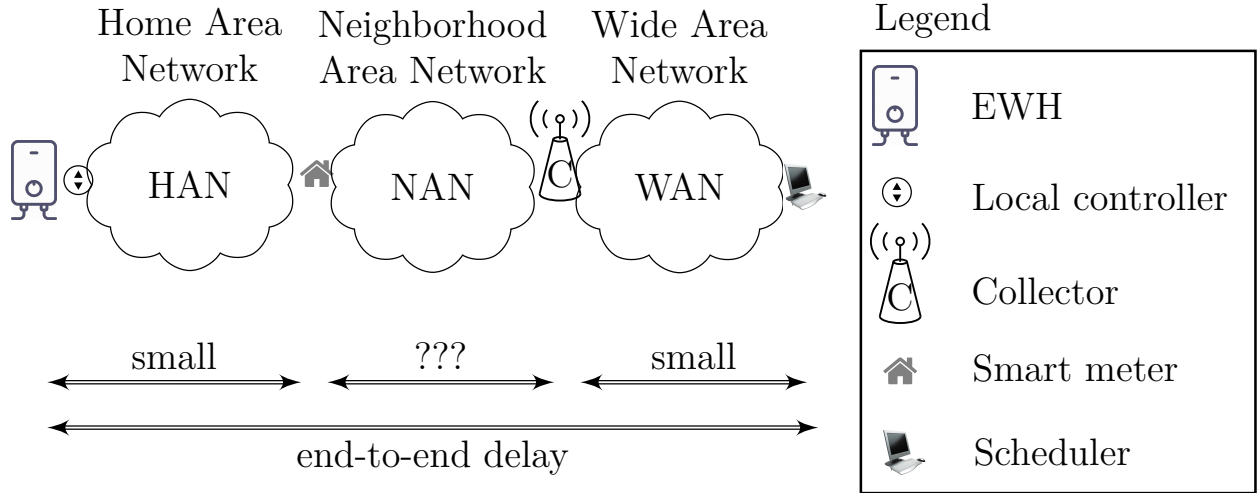 Home Area
Network
Neighborhood
Area Network
Wide Area
Network
HAN
NAN
C
WAN
small
???
small
end-to-end delay
Legend
EWH
Local controller
C
Collector
Smart meter
Scheduler